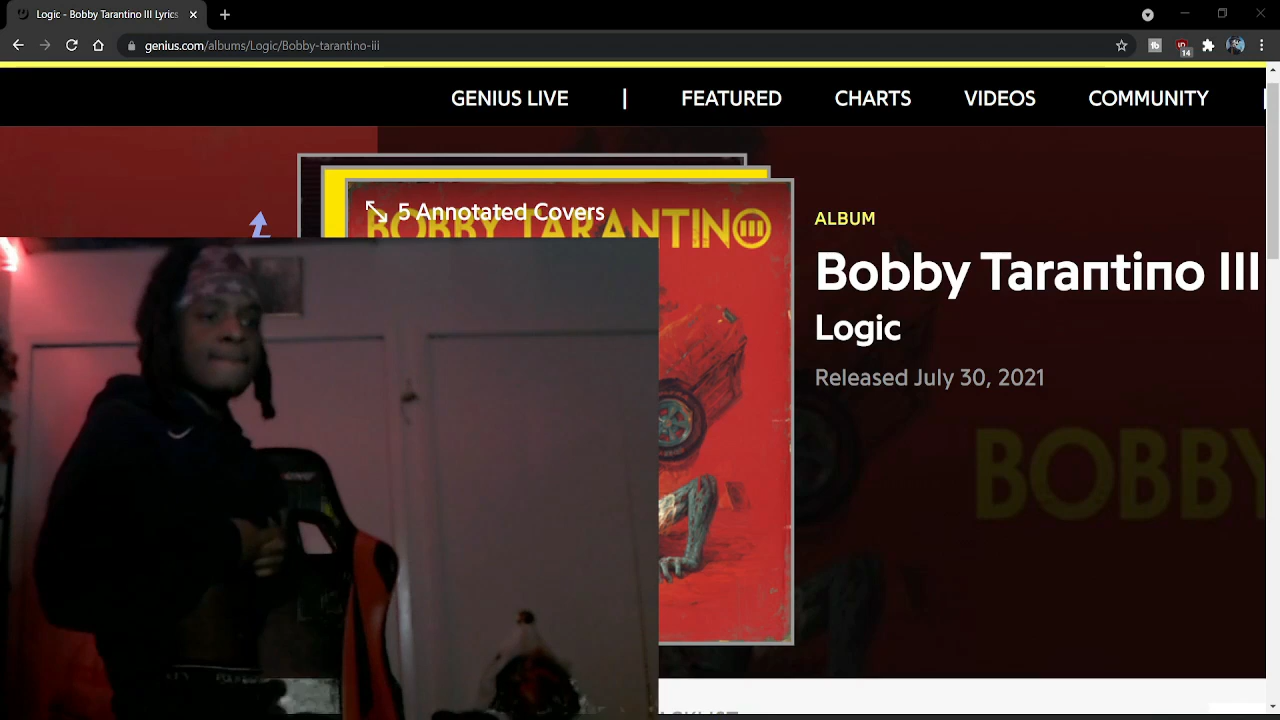 Logic - Bobby Tarantino III Lyrics
genius.com/albums/Logic/Bobby-tarantino-iii
14
GENIUS LIVE | FEATURED CHARTS VIDEOS COMMUNITY
5 Annotated Covers
BOBBY TARANTINO III
ALBUM
Bobby Tarantino III
Logic
Released July 30, 2021
BOBBY